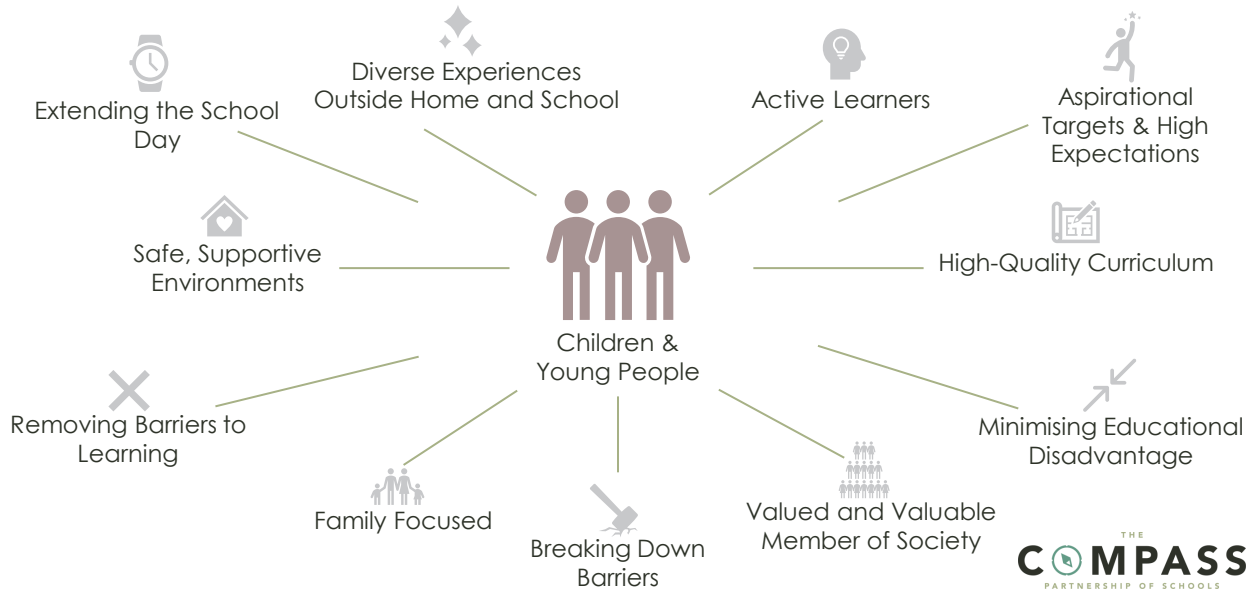 Extending the School
Day
Diverse Experiences
Outside Home and School
Active Learners
Aspirational
Targets & High
Expectations
Safe, Supportive
Environments
High-Quality Curriculum
Children &
Young People
Removing Barriers to
Learning
Minimising Educational
Disadvantage
Family Focused
Breaking Down
Barriers
Valued and Valuable
Member of Society
THE
COMPASS
PARTNERSHIP OF SCHOOLS